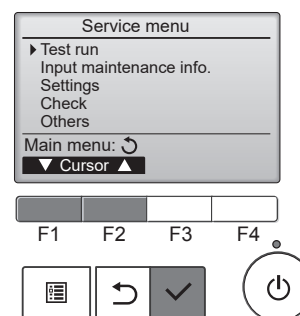 Service menu
Test run
Input maintenance info.
Settings
Check
Others
Main menu:
Cursor
F1 F2 F3 F4